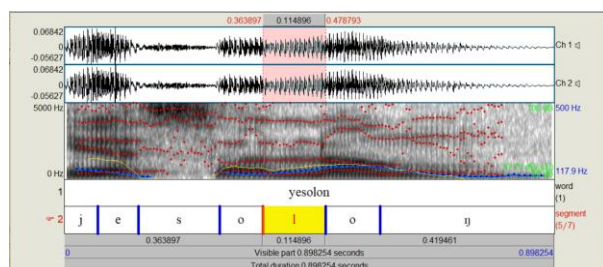 0.363897 0.114896 0.478793
0.06842
0
-0.05627
Ch 1
0.06842
0
-0.05627
Ch 2
5000 Hz 500 Hz
0 Hz 117.9 Hz
1 yesolon word (1)
2 j e s o l o ŋ segment (5/7)
0.363897 0.114896 0.419461
0 Visible part 0.898254 seconds 0.898254
Total duration 0.898254 seconds